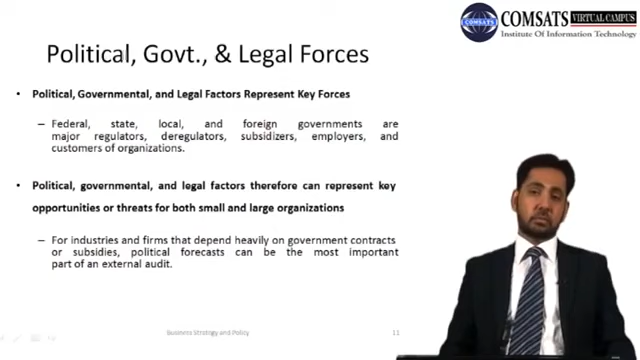 COMSATS VIRTUAL CAMPUS
Institute Of Information Technology
Political, Govt., & Legal Forces
• Political, Governmental, and Legal Factors Represent Key Forces
– Federal, state, local, and foreign governments are
major regulators, deregulators, subsidizers, employers, and
customers of organizations.
• Political, governmental, and legal factors therefore can represent key
opportunities or threats for both small and large organizations
– For industries and firms that depend heavily on government contracts
or subsidies, political forecasts can be the most important
part of an external audit.
Business Strategy and Policy
11